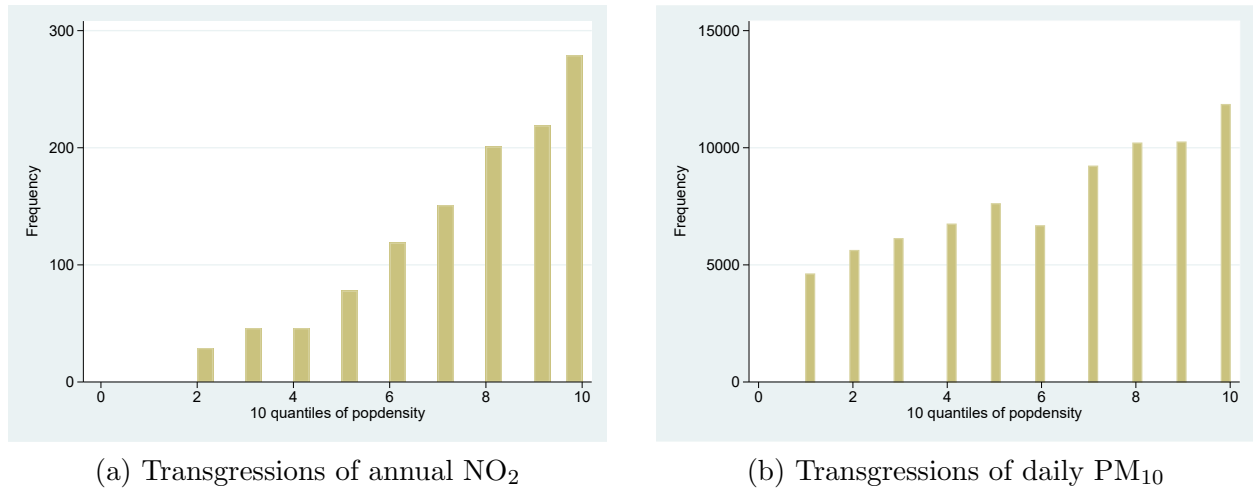 300
200
100
0
Frequency
0 2 4 6 8 10
10 quantiles of popdensity
(a) Transgressions of annual NO₂
15000
10000
5000
0
Frequency
0 2 4 6 8 10
10 quantiles of popdensity
(b) Transgressions of daily PM₁₀